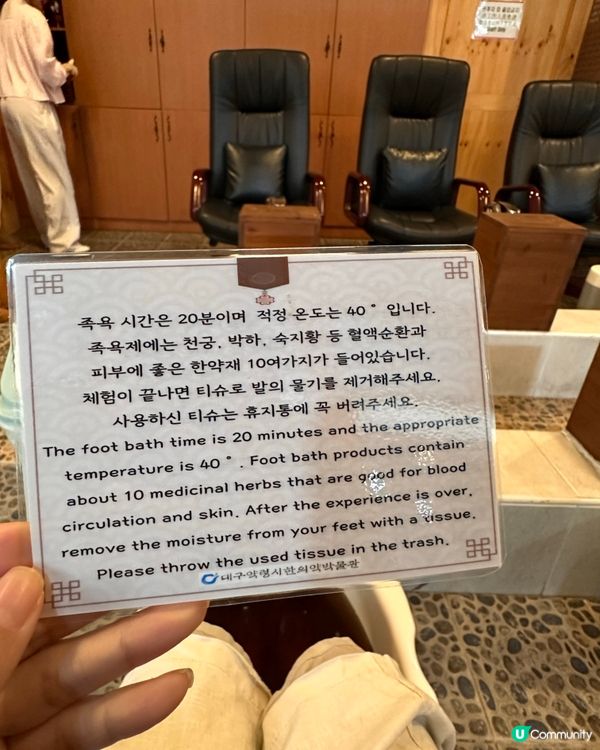 족욕 시간은 20분이며 적정 온도는 40° 입니다.
족욕제에는 천궁, 박하, 숙지황 등 혈액순환과
피부에 좋은 한약재 10여가지가 들어있습니다.
체험이 끝나면 티슈로 발의 물기를 제거해주세요.
사용하신 티슈는 휴지통에 꼭 버려주세요.
The foot bath time is 20 minutes and the appropriate
temperature is 40°. Foot bath products contain
about 10 medicinal herbs that are good for blood
circulation and skin. After the experience is over,
remove the moisture from your feet with a tissue.
Please throw the used tissue in the trash.
대구약령시한의약박물관
U Community